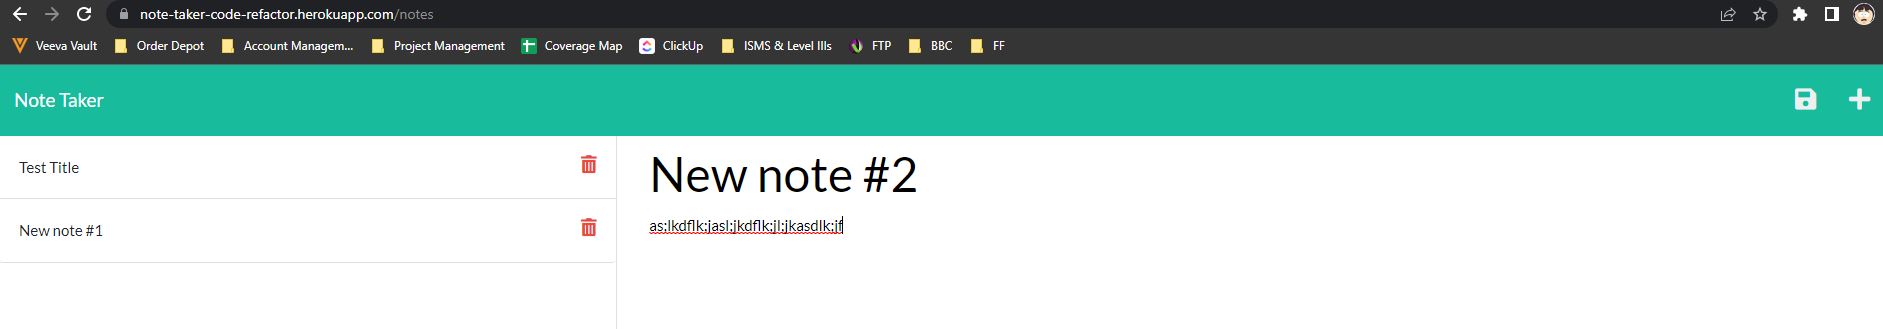 note-taker-code-refactor.herokuapp.com/notes
Veeva Vault Order Depot Account Managem... Project Management Coverage Map ClickUp ISMS & Level IIIs FTP BBC FF
Note Taker
Test Title
New note #1
New note #2
as;lkdflk;jasl;jkdflk;jl;jkasdlk;jf